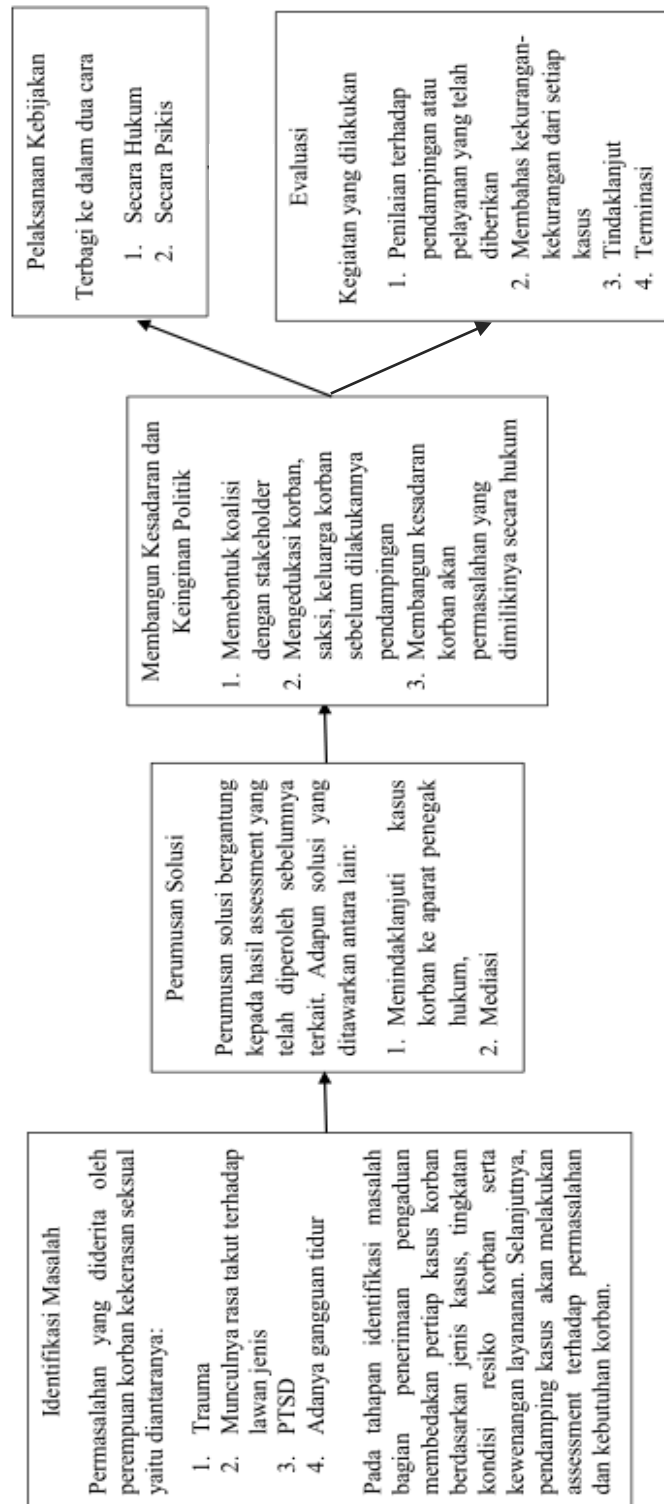 Identifikasi Masalah
Permasalahan yang diderita oleh
perempuan korban kekerasan seksual
yaitu diantaranya:
1. Trauma
2. Munculnya rasa takut terhadap
lawan jenis
3. PTSD
4. Adanya gangguan tidur
Pada tahapan identifikasi masalah
bagian penerimaan pengaduan
membedakan pertiap kasus korban
berdasarkan jenis kasus, tingkatan
kondisi resiko korban serta
kewenangan layananan. Selanjutnya,
pendamping kasus akan melakukan
assessment terhadap permasalahan
dan kebutuhan korban.
Perumusan Solusi
Perumusan solusi bergantung
kepada hasil assessment yang
telah diperoleh sebelumnya
terkait. Adapun solusi yang
ditawarkan antara lain:
1. Menindaklanjuti kasus
korban ke aparat penegak
hukum,
2. Mediasi
Membangun Kesadaran dan
Keinginan Politik
1. Memebntuk koalisi
dengan stakeholder
2. Mengedukasi korban,
saksi, keluarga korban
sebelum dilakukannya
pendampingan
3. Membangun kesadaran
korban akan
permasalahan yang
dimilikinya secara hukum
Pelaksanaan Kebijakan
Terbagi ke dalam dua cara
1. Secara Hukum
2. Secara Psikis
Evaluasi
Kegiatan yang dilakukan
1. Penilaian terhadap
pendampingan atau
pelayanan yang telah
diberikan
2. Membahas kekurangan-
kekurangan dari setiap
kasus
3. Tindaklanjut
4. Terminasi